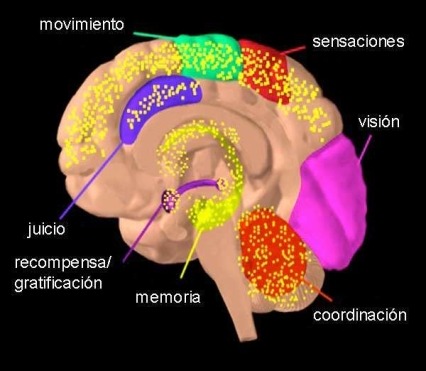 movimiento
sensaciones
visión
juicio
recompensa/
gratificación
memoria
coordinación